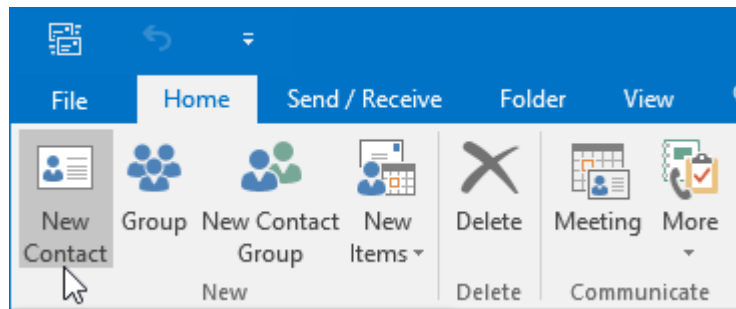 File Home Send / Receive Folder View
New Contact Group New Contact Group New Items Delete Meeting More
New Delete Communicate